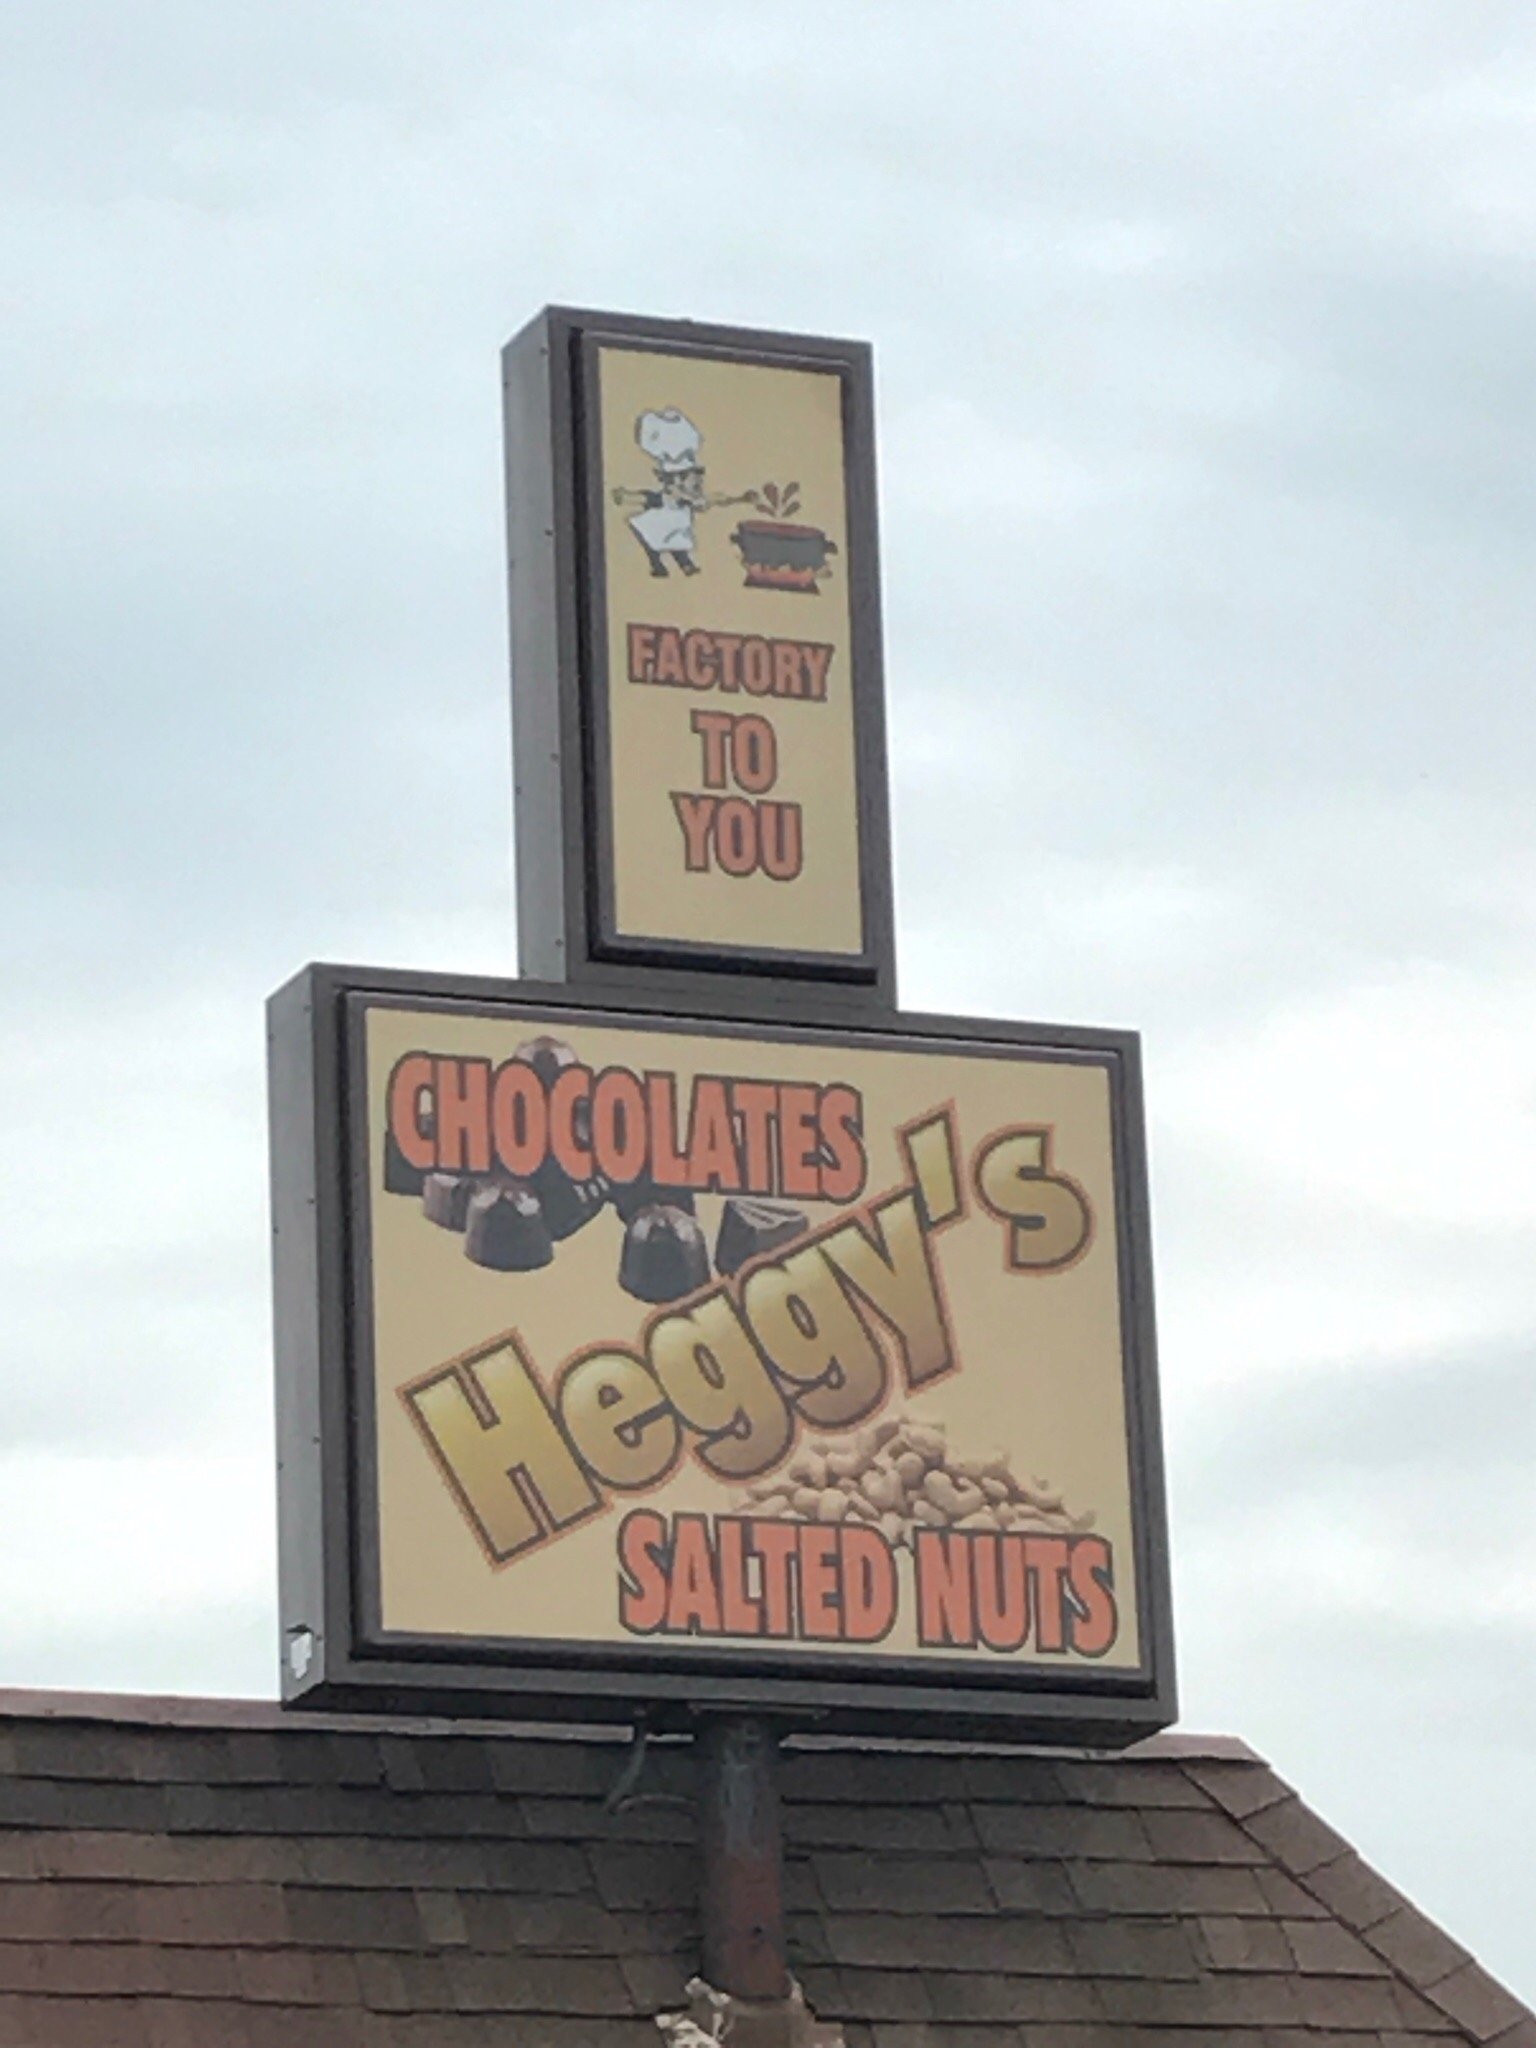 FACTORY
TO
YOU
CHOCOLATES
Heggy's
SALTED NUTS